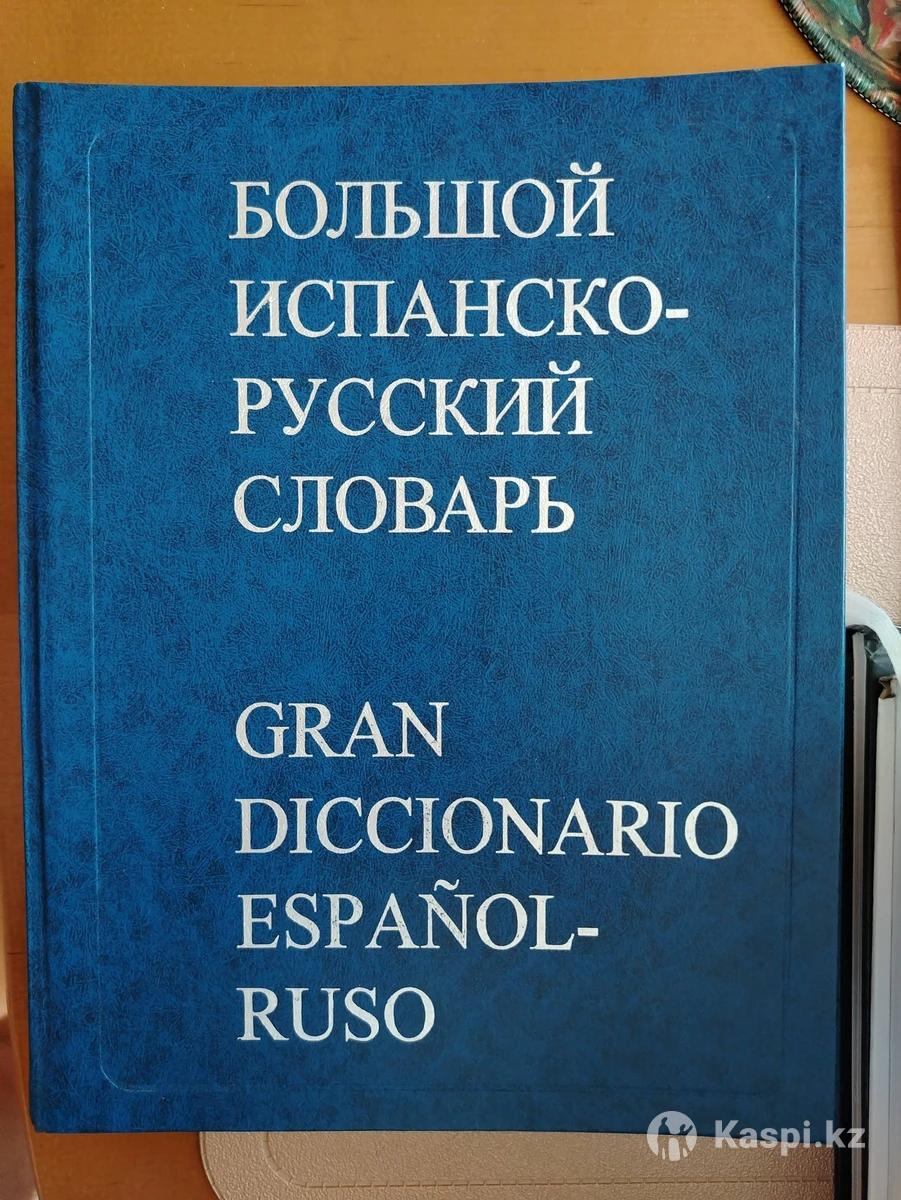 БОЛЬШОЙ
ИСПАНСКО-
РУССКИЙ
СЛОВАРЬ
GRAN
DICCIONARIO
ESPAÑOL-
RUSO
Kaspi.kz